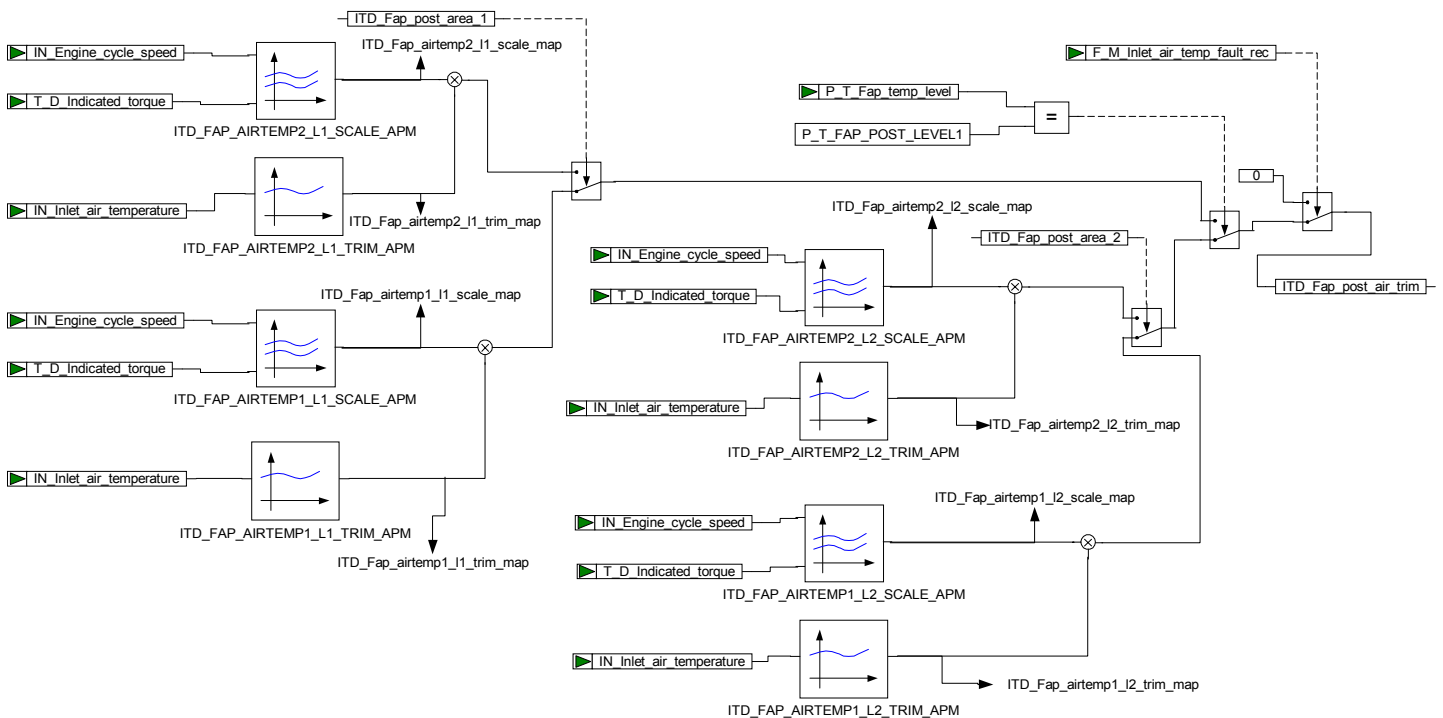 ITD_Fap_post_area_1
IN_Engine_cycle_speed
ITD_Fap_airtemp2_l1_scale_map
T_D_Indicated_torque
ITD_FAP_AIRTEMP2_L1_SCALE_APM
IN_Inlet_air_temperature
ITD_Fap_airtemp2_l1_trim_map
ITD_FAP_AIRTEMP2_L1_TRIM_APM
IN_Engine_cycle_speed
ITD_Fap_airtemp1_l1_scale_map
T_D_Indicated_torque
ITD_FAP_AIRTEMP1_L1_SCALE_APM
IN_Inlet_air_temperature
ITD_FAP_AIRTEMP1_L1_TRIM_APM
ITD_Fap_airtemp1_l1_trim_map
F_M_Inlet_air_temp_fault_rec
P_T_Fap_temp_level
=
P_T_FAP_POST_LEVEL1
0
ITD_Fap_airtemp2_l2_scale_map
ITD_Fap_post_area_2
IN_Engine_cycle_speed
T_D_Indicated_torque
ITD_Fap_post_air_trim
ITD_FAP_AIRTEMP2_L2_SCALE_APM
IN_Inlet_air_temperature
ITD_Fap_airtemp2_l2_trim_map
ITD_FAP_AIRTEMP2_L2_TRIM_APM
ITD_Fap_airtemp1_l2_scale_map
IN_Engine_cycle_speed
T_D_Indicated_torque
ITD_FAP_AIRTEMP1_L2_SCALE_APM
IN_Inlet_air_temperature
ITD_Fap_airtemp1_l2_trim_map
ITD_FAP_AIRTEMP1_L2_TRIM_APM